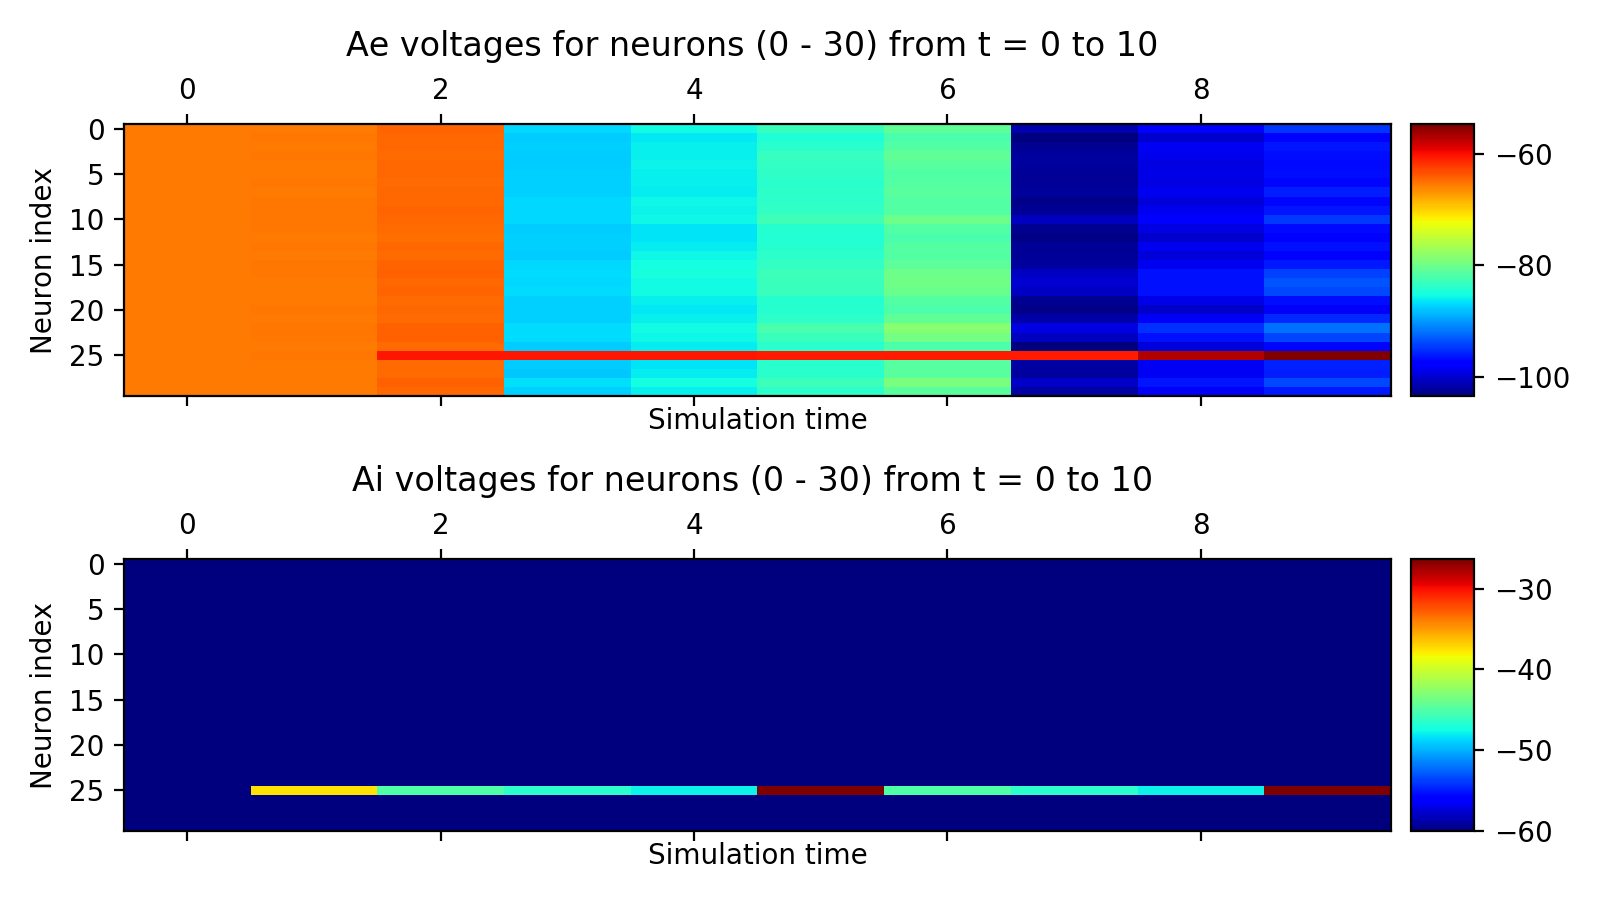 Ae voltages for neurons (0 - 30) from t = 0 to 10
0 2 4 6 8
Neuron index
0
5
10
15
20
25
−60
−80
−100
Simulation time
Ai voltages for neurons (0 - 30) from t = 0 to 10
0 2 4 6 8
Neuron index
0
5
10
15
20
25
−30
−40
−50
−60
Simulation time